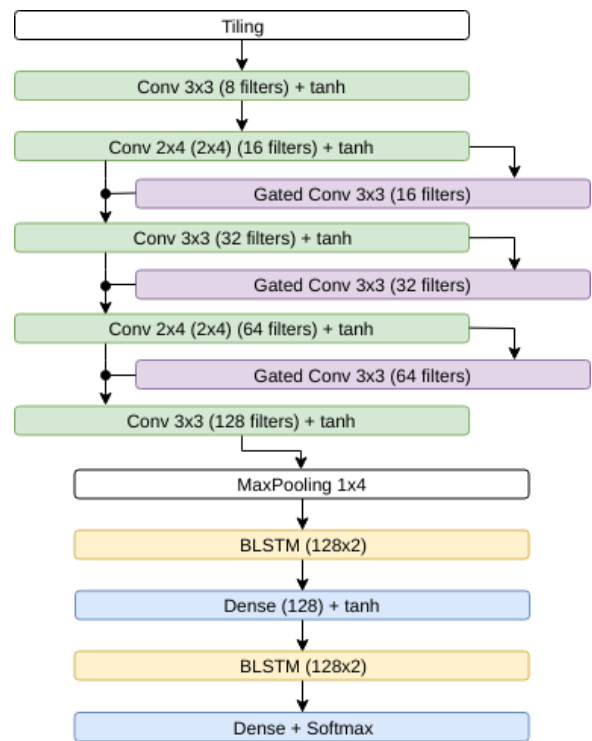 Tiling
Conv 3x3 (8 filters) + tanh
Conv 2x4 (2x4) (16 filters) + tanh
Gated Conv 3x3 (16 filters)
Conv 3x3 (32 filters) + tanh
Gated Conv 3x3 (32 filters)
Conv 2x4 (2x4) (64 filters) + tanh
Gated Conv 3x3 (64 filters)
Conv 3x3 (128 filters) + tanh
MaxPooling 1x4
BLSTM (128x2)
Dense (128) + tanh
BLSTM (128x2)
Dense + Softmax